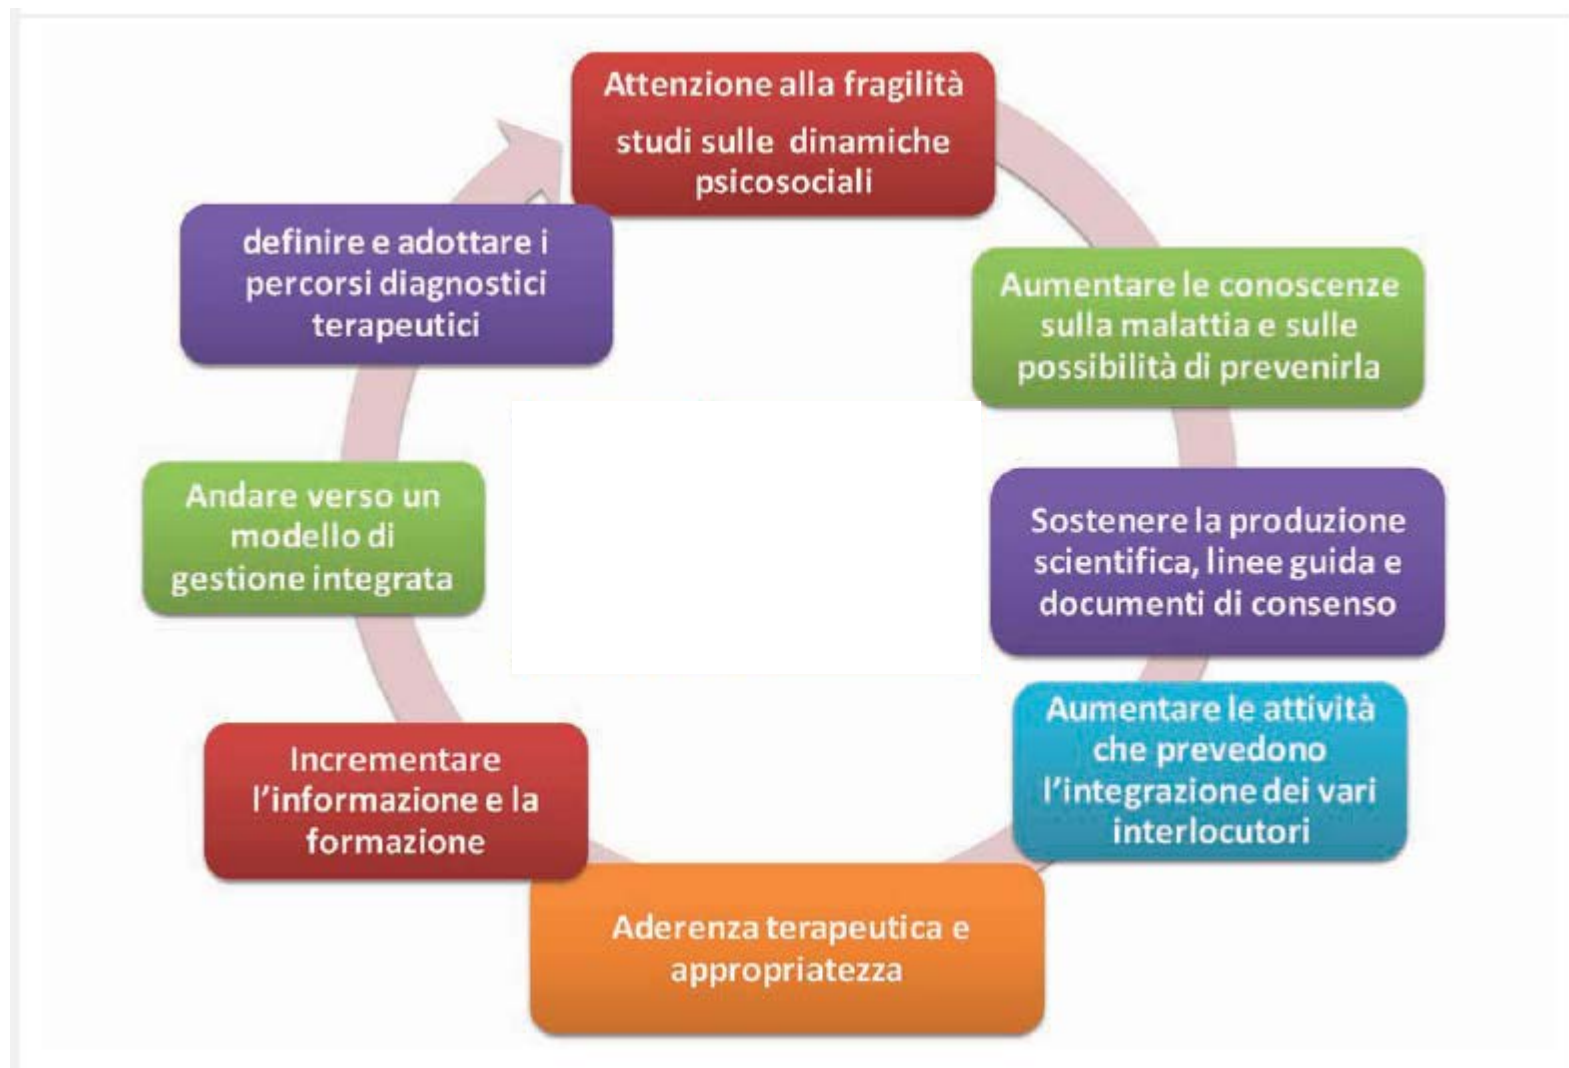 Attenzione alla fragilità
studi sulle dinamiche
psicosociali
Aumentare le conoscenze
sulla malattia e sulle
possibilità di prevenirla
Sostenere la produzione
scientifica, linee guida e
documenti di consenso
Aumentare le attività
che prevedono
l'integrazione dei vari
interlocutori
Aderenza terapeutica e
appropriatezza
Incrementare
l'informazione e la
formazione
Andare verso un
modello di
gestione integrata
definire e adottare i
percorsi diagnostici
terapeutici